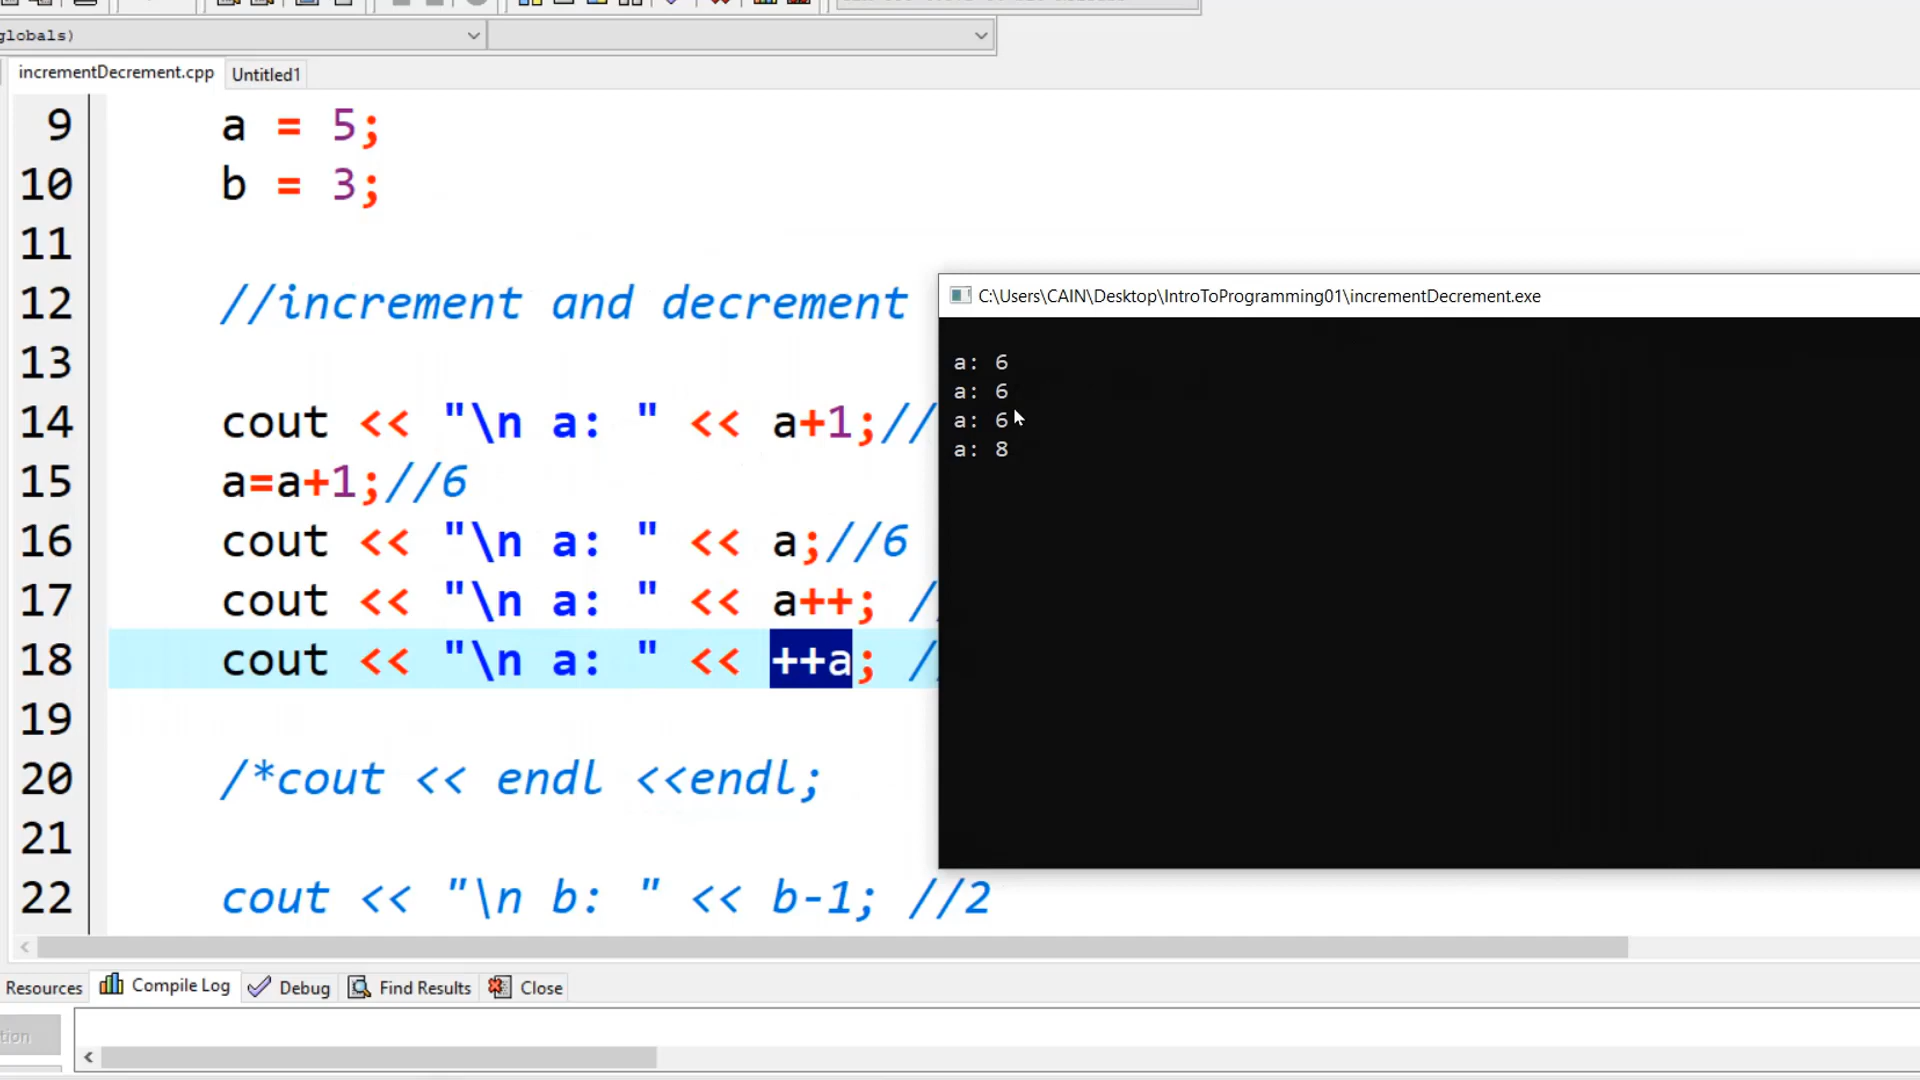 globals)
incrementDecrement.cpp Untitled1
9 a = 5;
10 b = 3;
11
12 //increment and decrement
13
14 cout << "\n a: " << a+1;//
15 a=a+1;//6
16 cout << "\n a: " << a;//6
17 cout << "\n a: " << a++; /
18 cout << "\n a: " << ++a; /
19
20 /*cout << endl <<endl;
21
22 cout << "\n b: " << b-1; //2
C:\Users\CAIN\Desktop\IntroToProgramming01\incrementDecrement.exe
a: 6
a: 6
a: 6
a: 8
Resources Compile Log Debug Find Results Close
tion